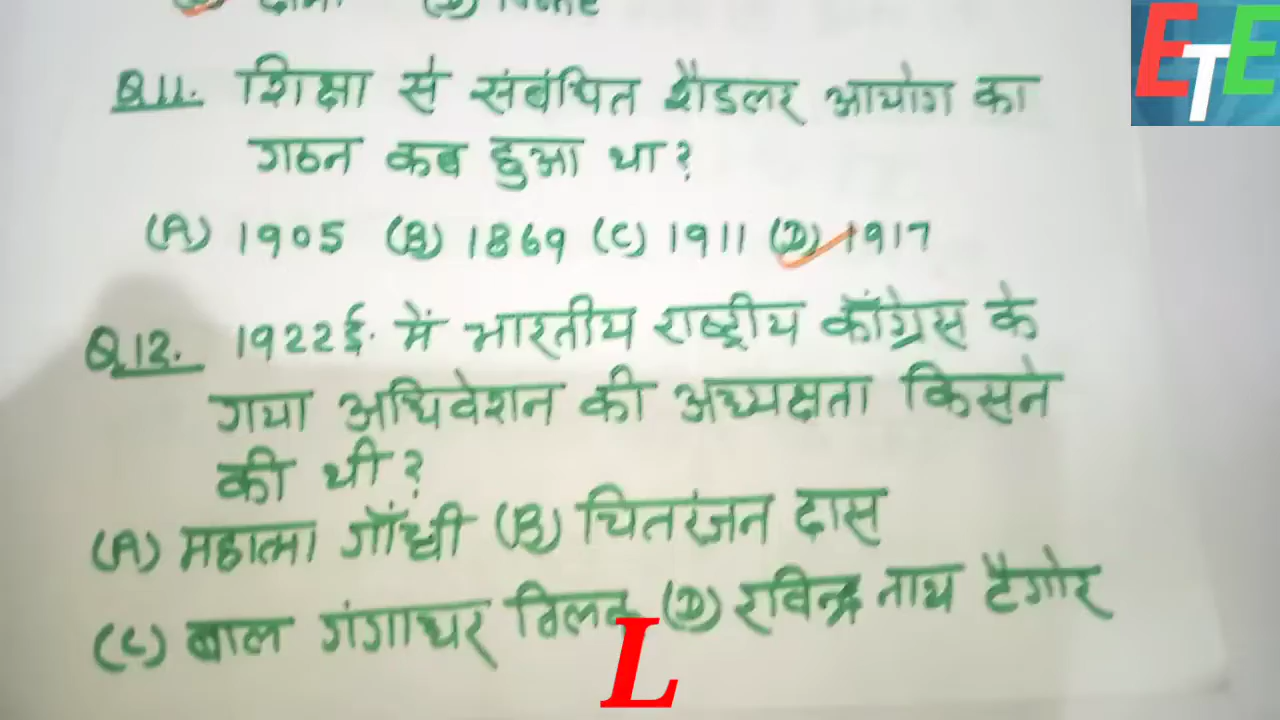 ETE
Q11. शिक्षा से संबंधित शैडलर आयोग का
गठन कब हुआ था?
(A) 1905 (B) 1869 (C) 1911 (D) 1917
Q12. 1922ई. में भारतीय राष्ट्रीय काँग्रेस के
गया अधिवेशन की अध्यक्षता किसने
की थी?
(A) महात्मा गाँधी (B) चितरंजन दास
(C) बाल गंगाधर तिलक (D) रविन्द्र नाथ टैगोर
L